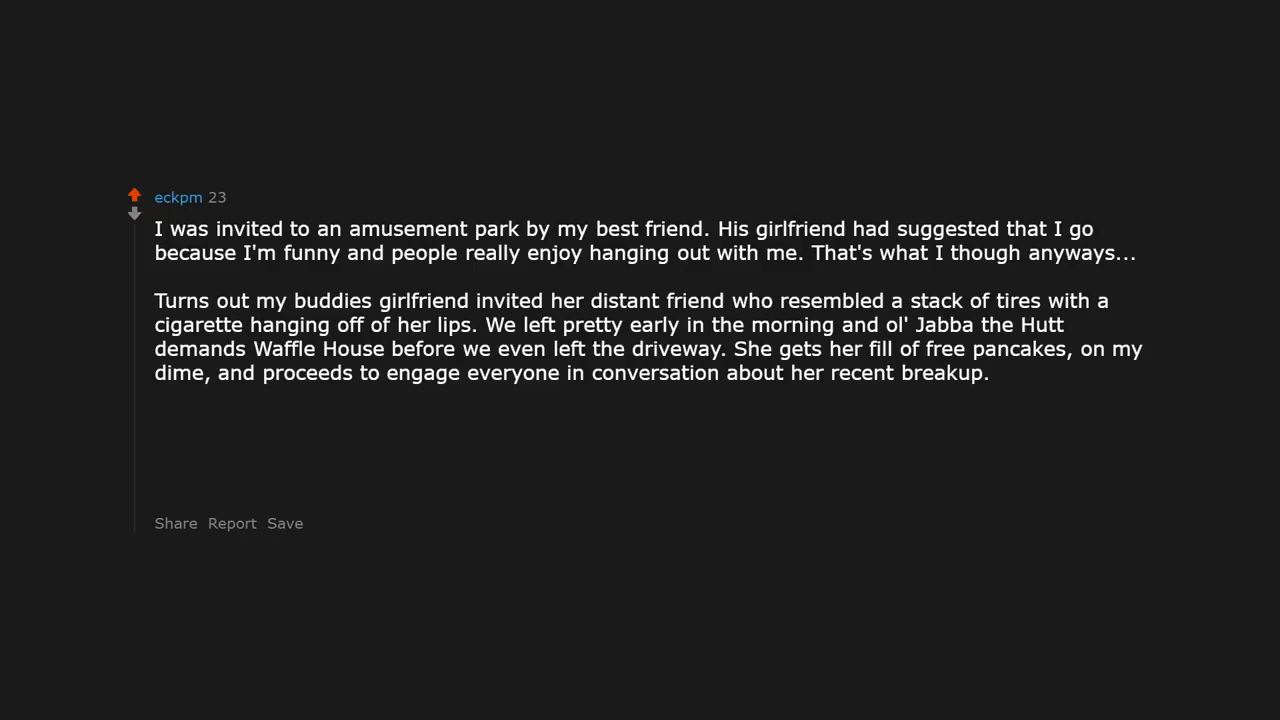 eckpm 23
I was invited to an amusement park by my best friend. His girlfriend had suggested that I go
because I'm funny and people really enjoy hanging out with me. That's what I though anyways...
Turns out my buddies girlfriend invited her distant friend who resembled a stack of tires with a
cigarette hanging off of her lips. We left pretty early in the morning and ol' Jabba the Hutt
demands Waffle House before we even left the driveway. She gets her fill of free pancakes, on my
dime, and proceeds to engage everyone in conversation about her recent breakup.
Share Report Save